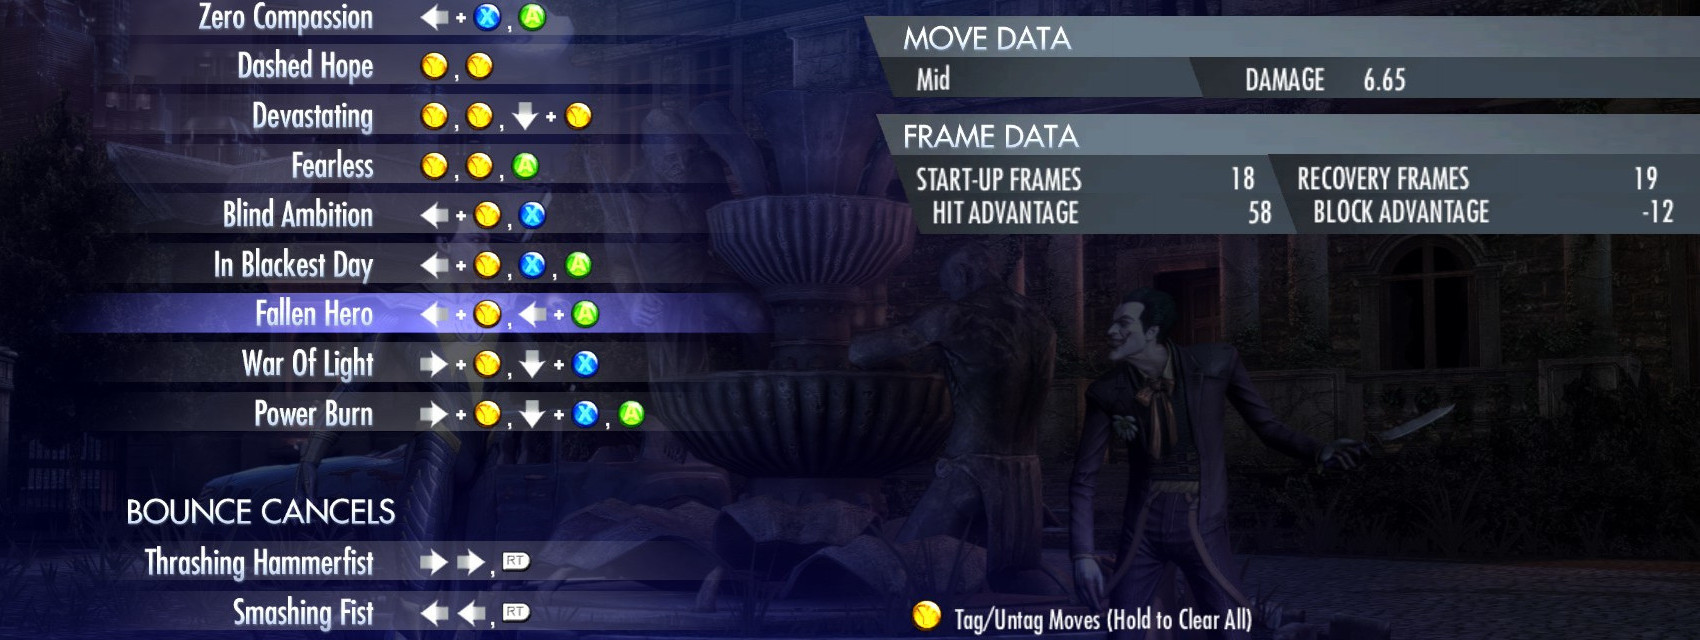 Zero Compassion + X , A
Dashed Hope Y , Y
Devastating Y , Y , + Y
Fearless Y , Y , A
Blind Ambition + Y , X
In Blackest Day + Y , X , A
Fallen Hero + Y , + A
War Of Light + Y , + X
Power Burn + Y , + X , A
BOUNCE CANCELS
Thrashing Hammerfist , RT
Smashing Fist , RT
MOVE DATA
Mid DAMAGE 6.65
FRAME DATA
START-UP FRAMES 18 RECOVERY FRAMES 19
HIT ADVANTAGE 58 BLOCK ADVANTAGE -12
Y Tag/Untag Moves (Hold to Clear All)